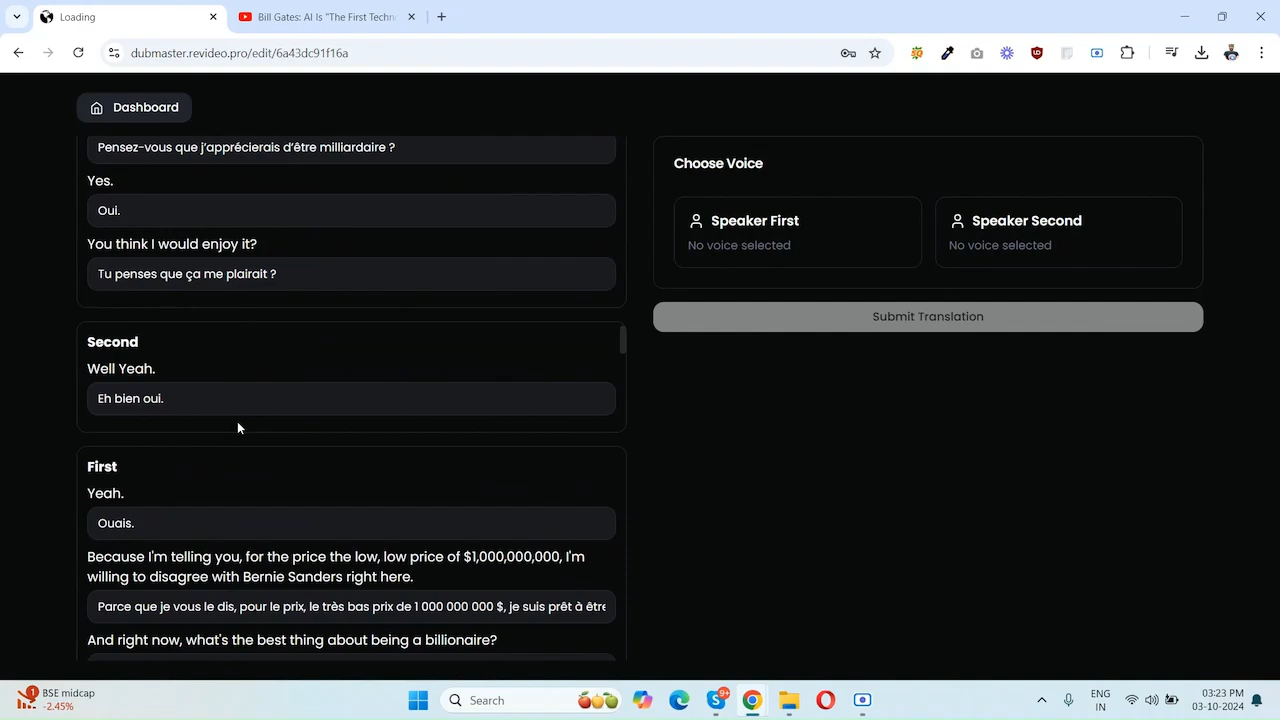 Loading
Bill Gates: AI Is "The First Techn
dubmaster.revideo.pro/edit/6a43dc91f16a
Dashboard
Pensez-vous que j'apprécierais d'être milliardaire ?
Yes.
Oui.
You think I would enjoy it?
Tu penses que ça me plairait ?
Second
Well Yeah.
Eh bien oui.
First
Yeah.
Ouais.
Because I'm telling you, for the price the low, low price of $1,000,000,000, I'm
willing to disagree with Bernie Sanders right here.
Parce que je vous le dis, pour le prix, le très bas prix de 1 000 000 000 $, je suis prêt à être
And right now, what's the best thing about being a billionaire?
Choose Voice
Speaker First
No voice selected
Speaker Second
No voice selected
Submit Translation
1
BSE midcap
-2.45%
Search
9+
ENG
IN
03:23 PM
03-10-2024